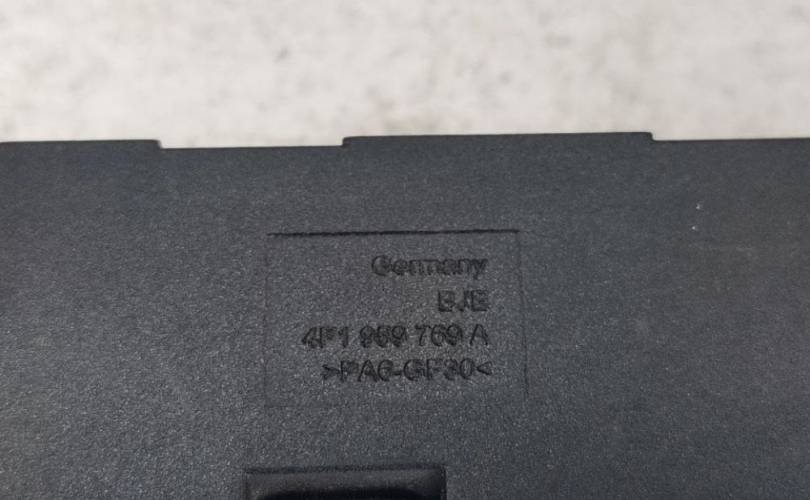 Germany
BJB
4F1 959 769 A
>PA6-GF30<